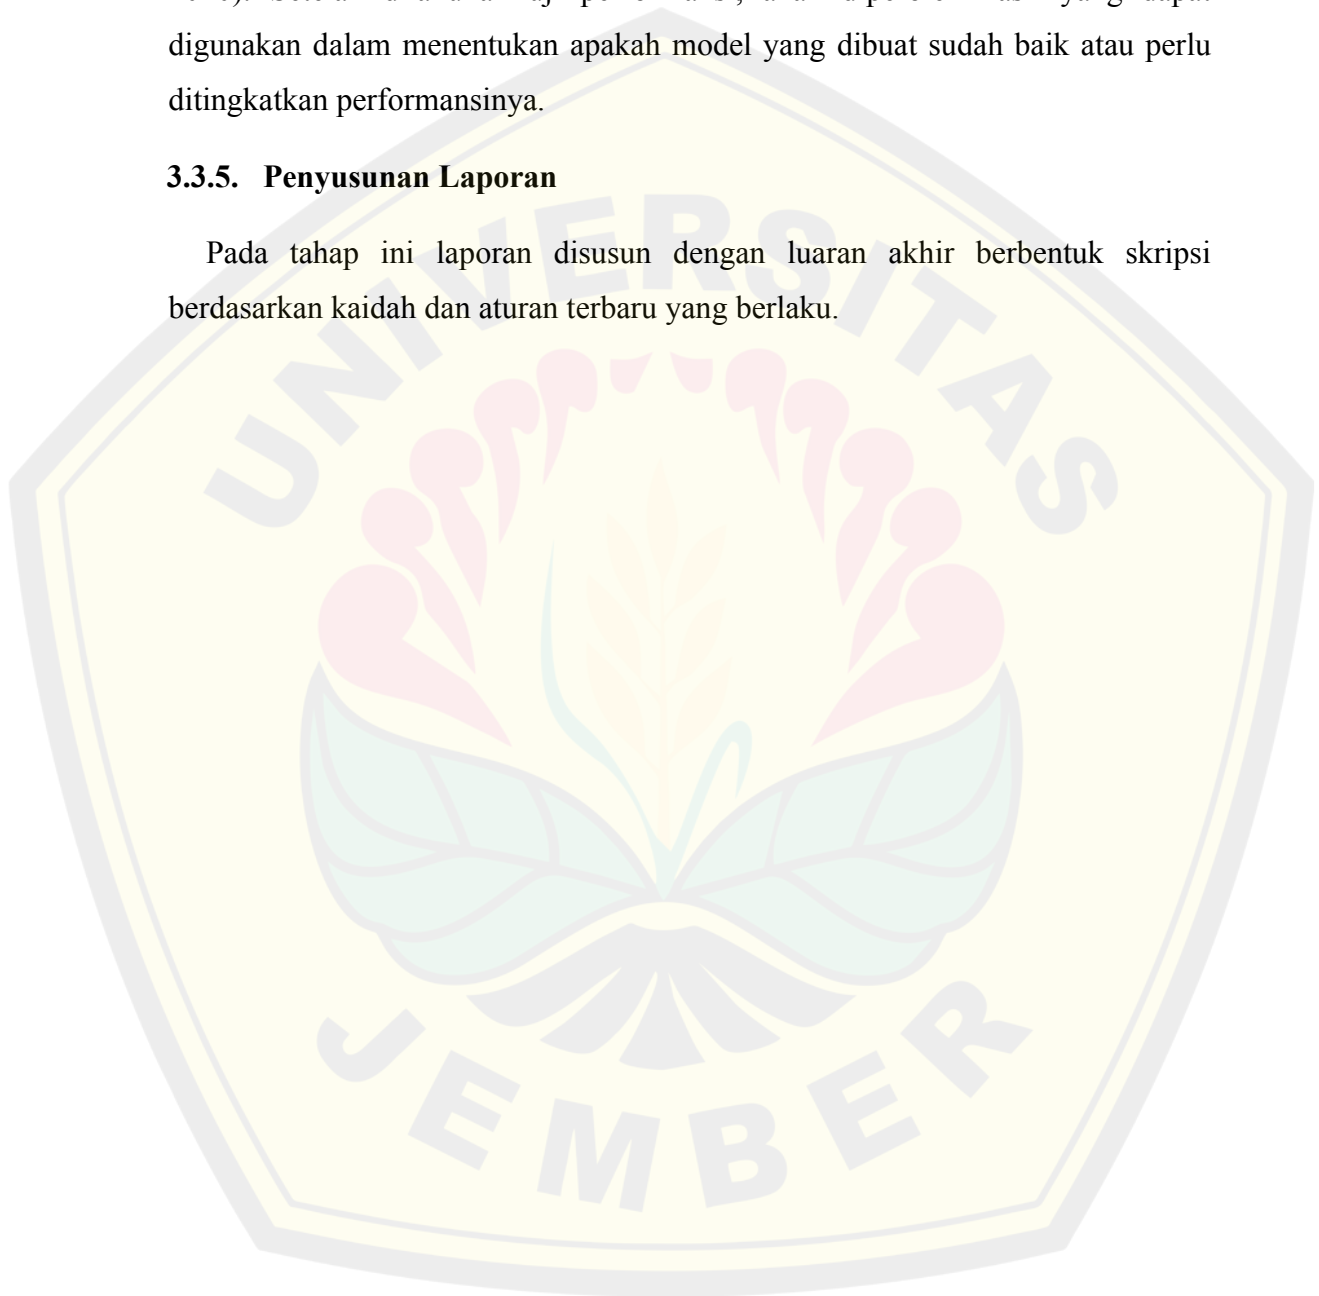 digunakan dalam menentukan apakah model yang dibuat sudah baik atau perlu
ditingkatkan performansinya.
3.3.5. Penyusunan Laporan
Pada tahap ini laporan disusun dengan luaran akhir berbentuk skripsi
berdasarkan kaidah dan aturan terbaru yang berlaku.
UNIVERSITAS
JEMBER